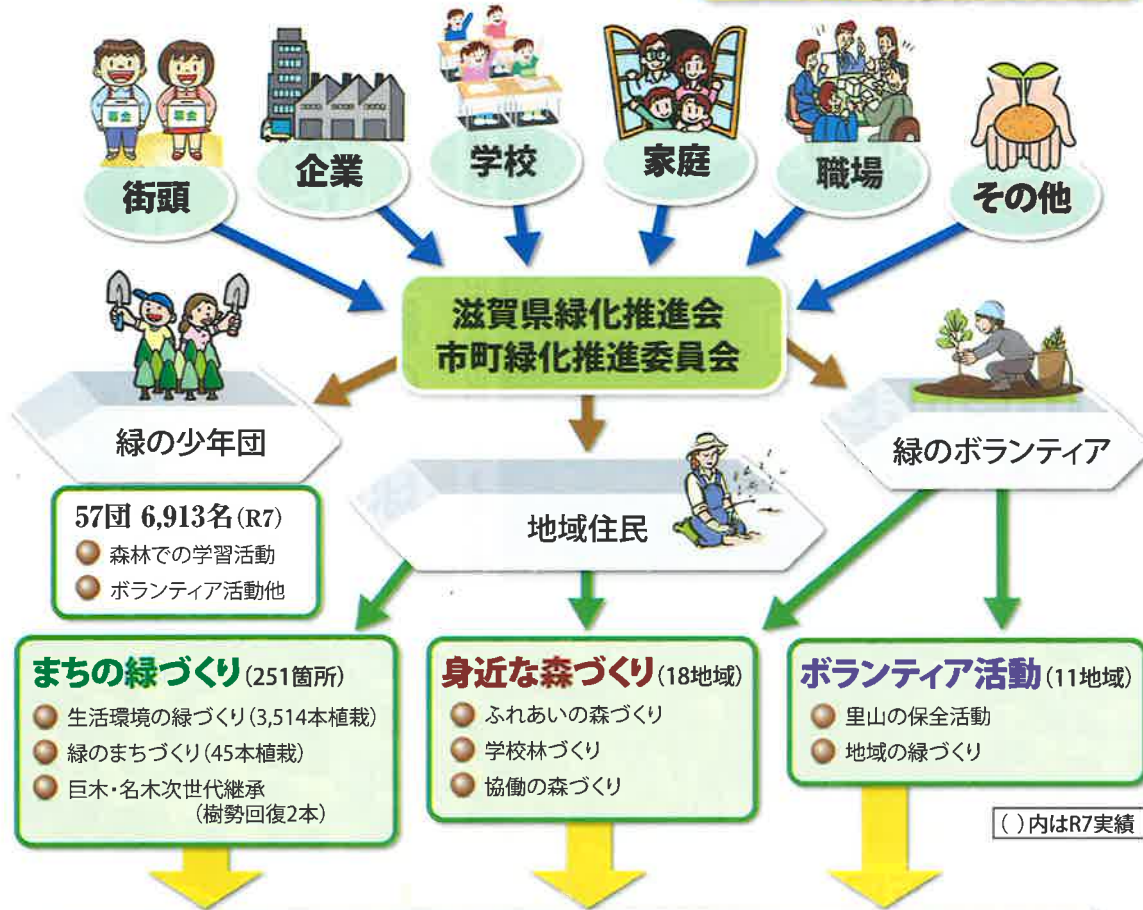 募金
募金
街頭
企業
学校
家庭
職場
その他
滋賀県緑化推進会
市町緑化推進委員会
緑の少年団
緑のボランティア
地域住民
57団 6,913名(R7)
森林での学習活動
ボランティア活動他
まちの緑づくり(251箇所)
生活環境の緑づくり(3,514本植栽)
緑のまちづくり(45本植栽)
巨木・名木次世代継承
(樹勢回復2本)
身近な森づくり(18地域)
ふれあいの森づくり
学校林づくり
協働の森づくり
ボランティア活動(11地域)
里山の保全活動
地域の緑づくり
( )内はR7実績